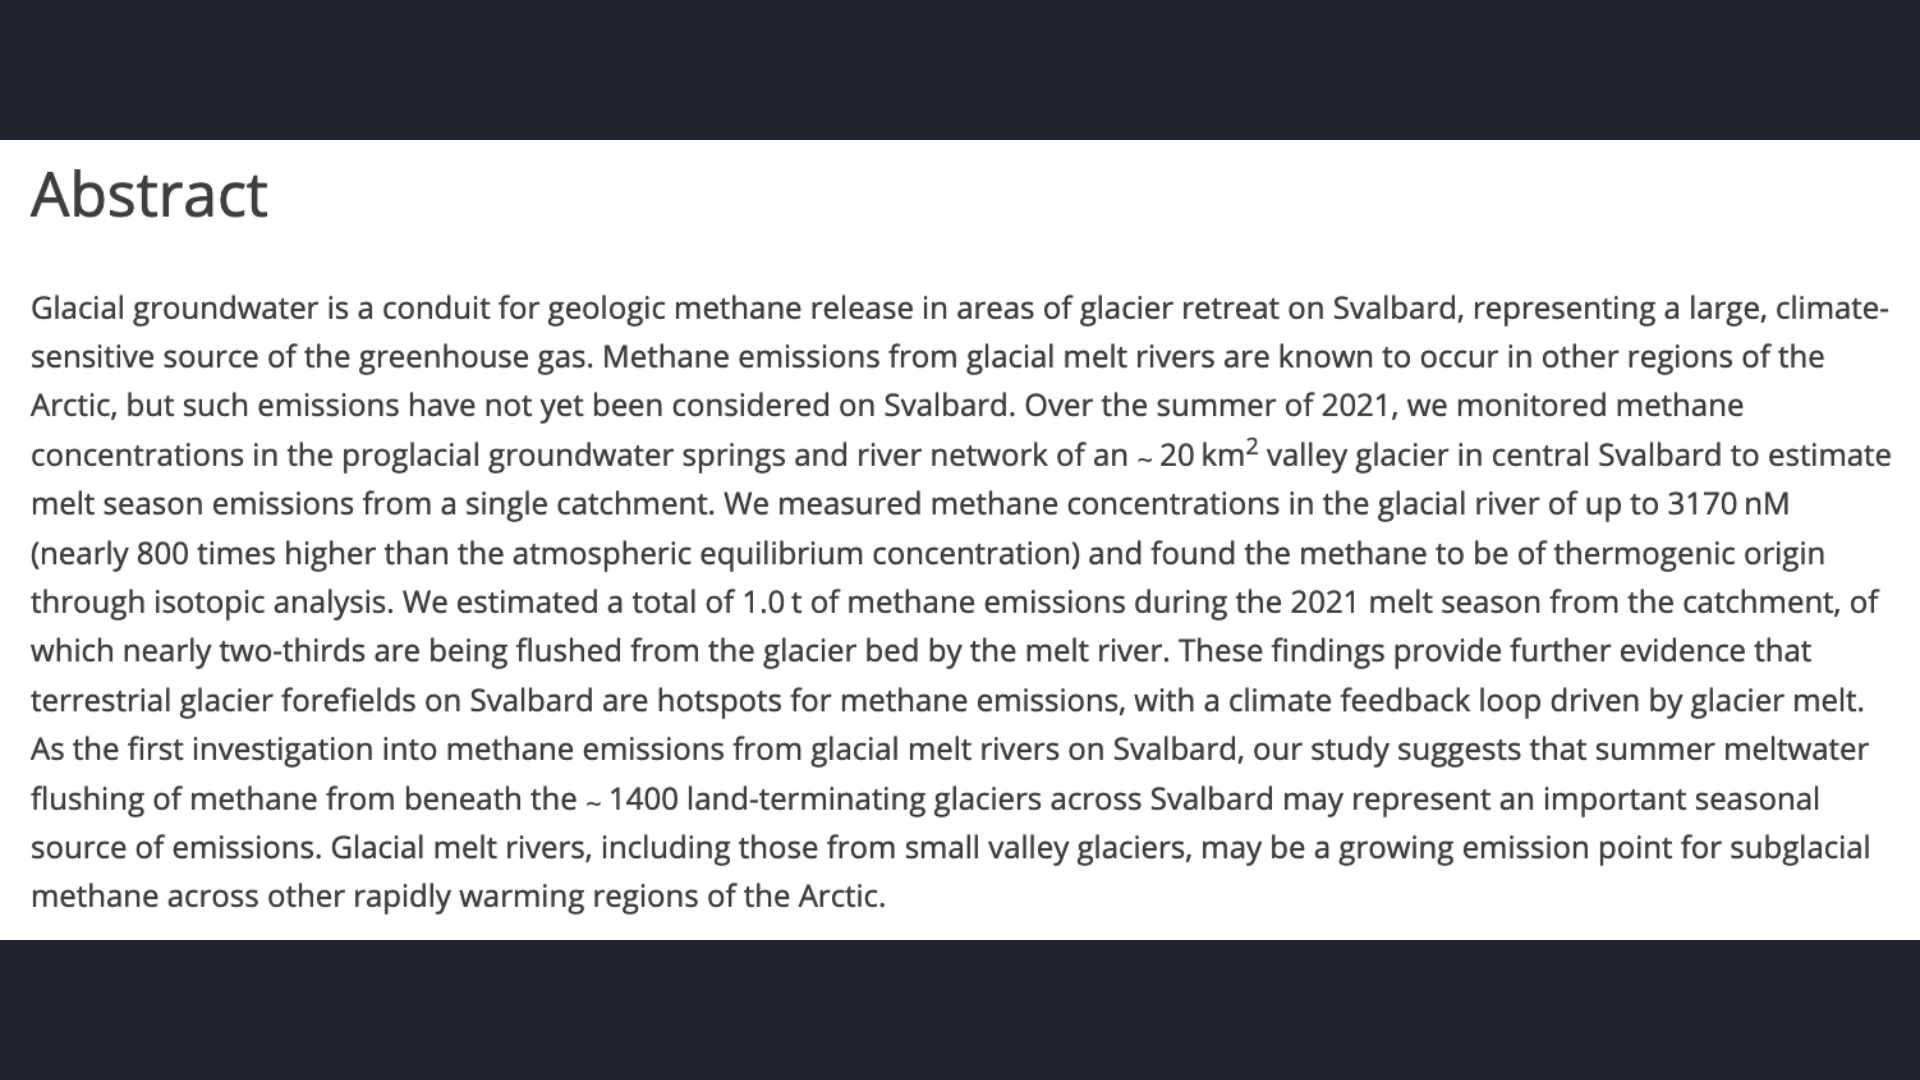 Abstract
Glacial groundwater is a conduit for geologic methane release in areas of glacier retreat on Svalbard, representing a large, climate-
sensitive source of the greenhouse gas. Methane emissions from glacial melt rivers are known to occur in other regions of the
Arctic, but such emissions have not yet been considered on Svalbard. Over the summer of 2021, we monitored methane
concentrations in the proglacial groundwater springs and river network of an ~ 20 km² valley glacier in central Svalbard to estimate
melt season emissions from a single catchment. We measured methane concentrations in the glacial river of up to 3170 nM
(nearly 800 times higher than the atmospheric equilibrium concentration) and found the methane to be of thermogenic origin
through isotopic analysis. We estimated a total of 1.0 t of methane emissions during the 2021 melt season from the catchment, of
which nearly two-thirds are being flushed from the glacier bed by the melt river. These findings provide further evidence that
terrestrial glacier forefields on Svalbard are hotspots for methane emissions, with a climate feedback loop driven by glacier melt.
As the first investigation into methane emissions from glacial melt rivers on Svalbard, our study suggests that summer meltwater
flushing of methane from beneath the ~ 1400 land-terminating glaciers across Svalbard may represent an important seasonal
source of emissions. Glacial melt rivers, including those from small valley glaciers, may be a growing emission point for subglacial
methane across other rapidly warming regions of the Arctic.